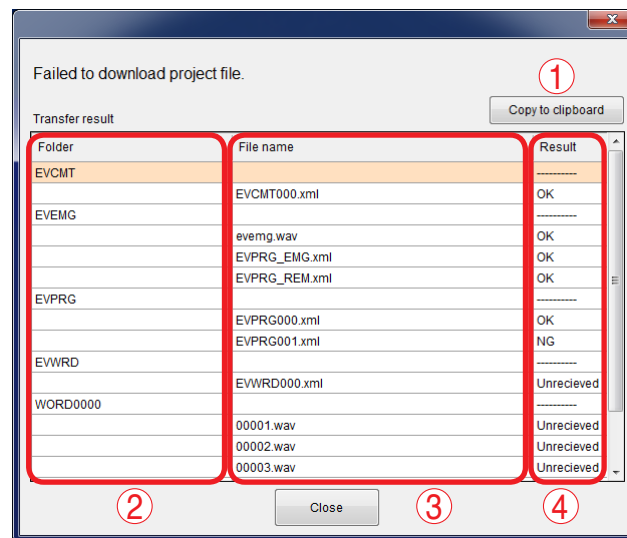 Failed to download project file.
1
Copy to clipboard
Transfer result
Folder File name Result
EVCMT ----------
EVCMT000.xml OK
EVEMG ----------
evemg.wav OK
EVPRG_EMG.xml OK
EVPRG_REM.xml OK
EVPRG ----------
EVPRG000.xml OK
EVPRG001.xml NG
EVWRD ----------
EVWRD000.xml Unrecieved
WORD0000 ----------
00001.wav Unrecieved
00002.wav Unrecieved
00003.wav Unrecieved
2 Close 3 4